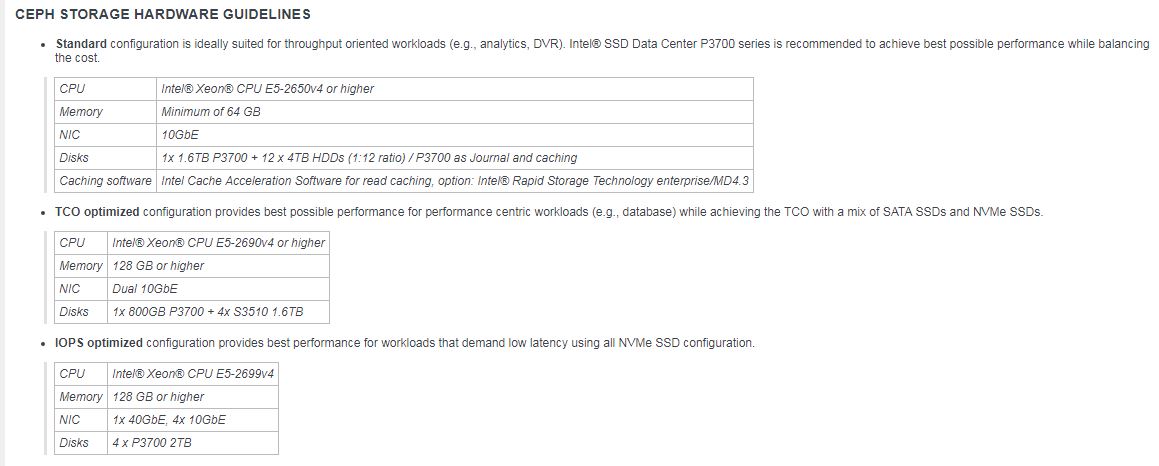 CEPH STORAGE HARDWARE GUIDELINES
• Standard configuration is ideally suited for throughput oriented workloads (e.g., analytics, DVR). Intel® SSD Data Center P3700 series is recommended to achieve best possible performance while balancing
the cost.
CPU Intel® Xeon® CPU E5-2650v4 or higher
Memory Minimum of 64 GB
NIC 10GbE
Disks 1x 1.6TB P3700 + 12 x 4TB HDDs (1:12 ratio) / P3700 as Journal and caching
Caching software Intel Cache Acceleration Software for read caching, option: Intel® Rapid Storage Technology enterprise/MD4.3
• TCO optimized configuration provides best possible performance for performance centric workloads (e.g., database) while achieving the TCO with a mix of SATA SSDs and NVMe SSDs.
CPU Intel® Xeon® CPU E5-2690v4 or higher
Memory 128 GB or higher
NIC Dual 10GbE
Disks 1x 800GB P3700 + 4x S3510 1.6TB
• IOPS optimized configuration provides best performance for workloads that demand low latency using all NVMe SSD configuration.
CPU Intel® Xeon® CPU E5-2699v4
Memory 128 GB or higher
NIC 1x 40GbE, 4x 10GbE
Disks 4 x P3700 2TB